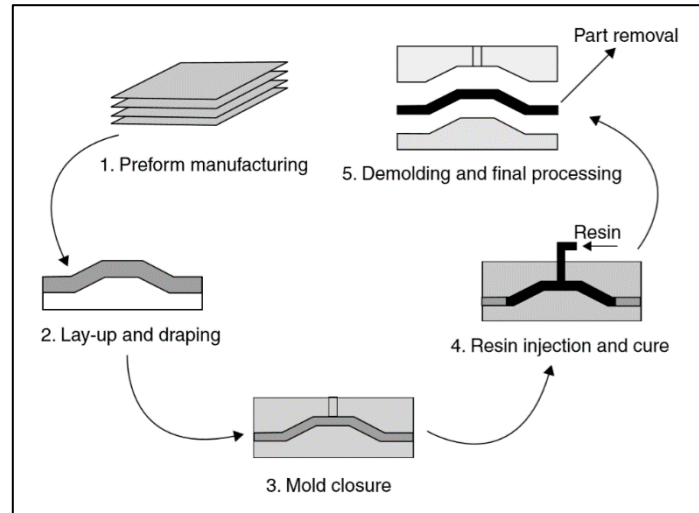 1. Preform manufacturing
2. Lay-up and draping
3. Mold closure
Resin
4. Resin injection and cure
Part removal
5. Demolding and final processing